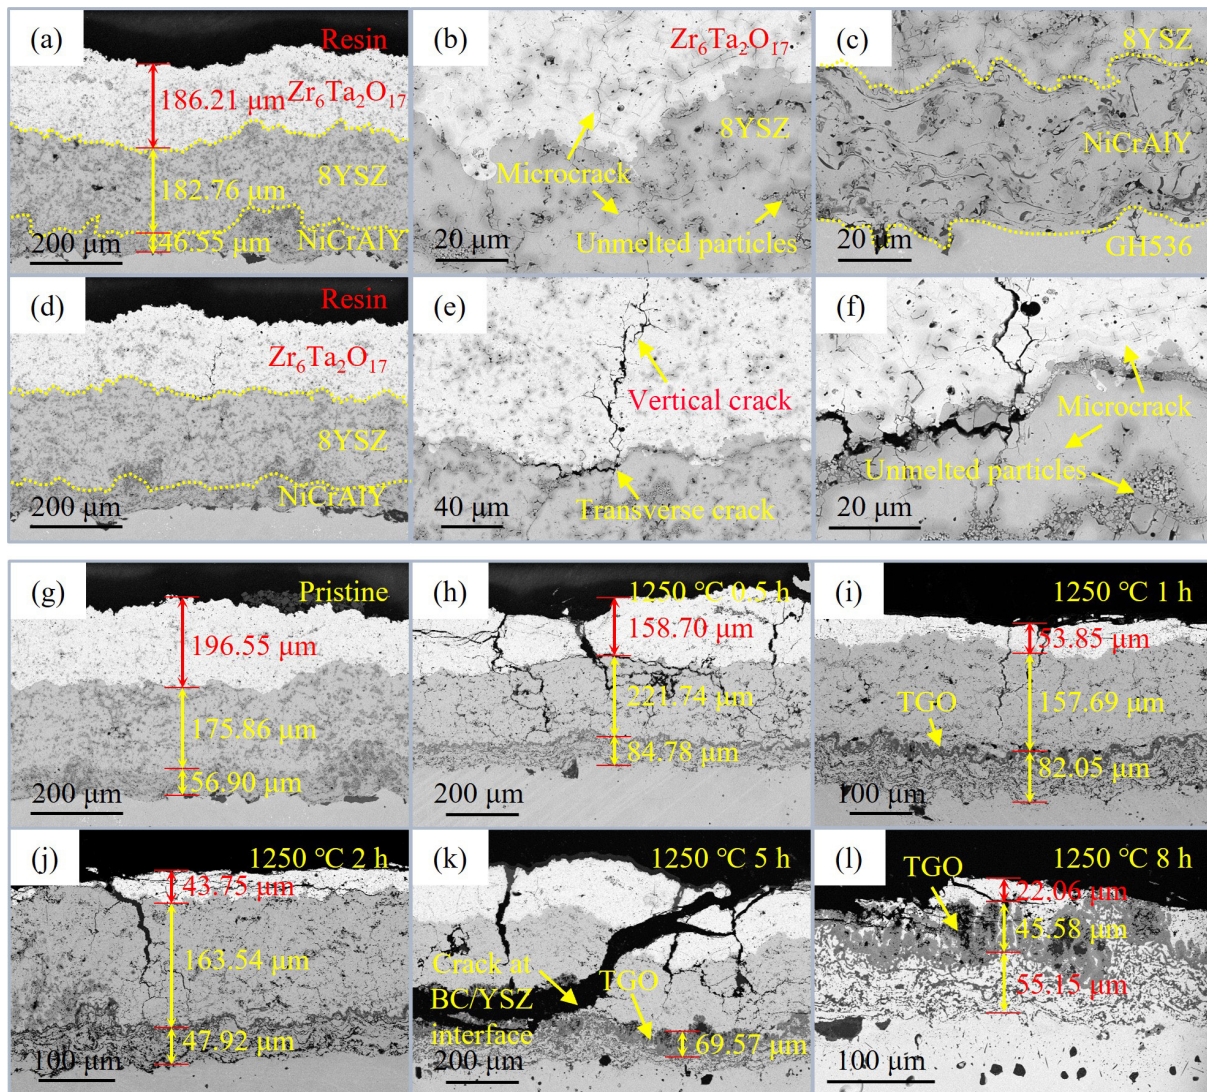 (a)
Resin
186.21 μm
Zr₆Ta₂O₁₇
8YSZ
182.76 μm
NiCrAlY
46.55 μm
200 μm
(b)
Zr₆Ta₂O₁₇
8YSZ
Microcrack
Unmelted particles
20 μm
(c)
8YSZ
NiCrAlY
GH536
20 μm
(d)
Resin
Zr₆Ta₂O₁₇
8YSZ
NiCrAlY
200 μm
(e)
Vertical crack
Transverse crack
40 μm
(f)
Microcrack
Unmelted particles
20 μm
(g)
Pristine
196.55 μm
175.86 μm
56.90 μm
200 μm
(h)
1250 ℃ 0.5 h
158.70 μm
221.74 μm
84.78 μm
200 μm
(i)
1250 ℃ 1 h
53.85 μm
157.69 μm
TGO
82.05 μm
100 μm
(j)
1250 ℃ 2 h
43.75 μm
163.54 μm
47.92 μm
100 μm
(k)
1250 ℃ 5 h
Crack at
BC/YSZ
interface
TGO
69.57 μm
200 μm
(l)
1250 ℃ 8 h
TGO
22.06 μm
45.58 μm
55.15 μm
100 μm